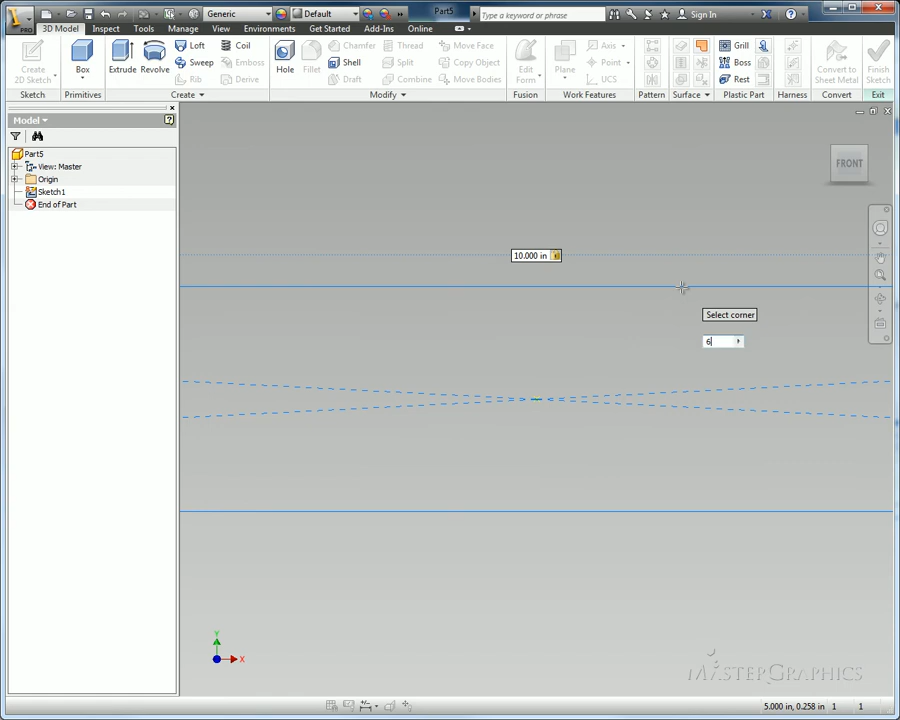 PRO
Generic
Default
Part5
Type a keyword or phrase
Sign In
3D Model
Inspect
Tools
Manage
View
Environments
Get Started
Add-Ins
Online
Create
2D Sketch
Sketch
Box
Primitives
Extrude
Revolve
Loft
Sweep
Rib
Coil
Emboss
Derive
Create
Hole
Fillet
Chamfer
Shell
Draft
Thread
Split
Combine
Move Face
Copy Object
Move Bodies
Modify
Edit
Form
Fusion
Plane
Axis
Point
UCS
Work Features
Pattern
Surface
Grill
Boss
Rest
Plastic Part
Harness
Convert to
Sheet Metal
Convert
Finish
Sketch
Exit
Model
Part5
View: Master
Origin
Sketch1
End of Part
FRONT
10.000 in
Select corner
6
Y
X
MASTERGRAPHICS
5.000 in, 0.258 in 1 1